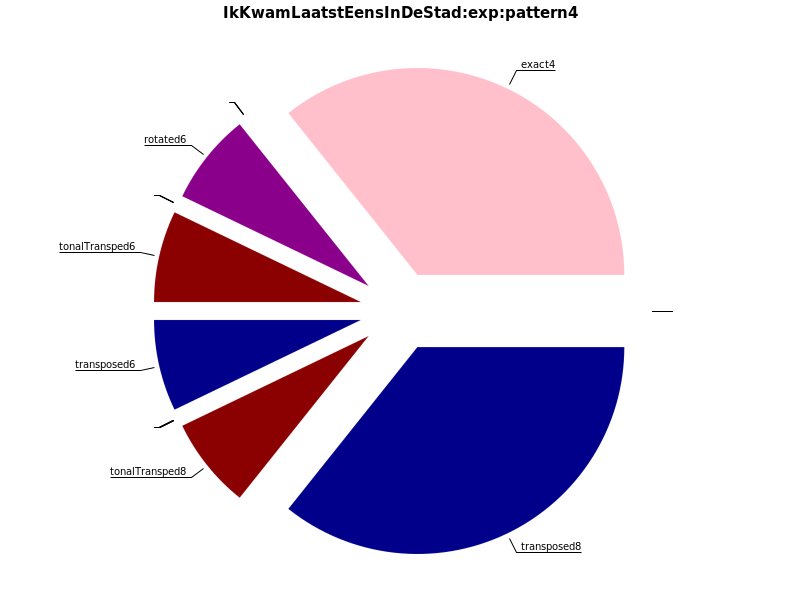 IkKwamLaatstEensInDeStad:exp:pattern4
exact4
rotated6
tonalTransped6
transposed6
tonalTransped8
transposed8